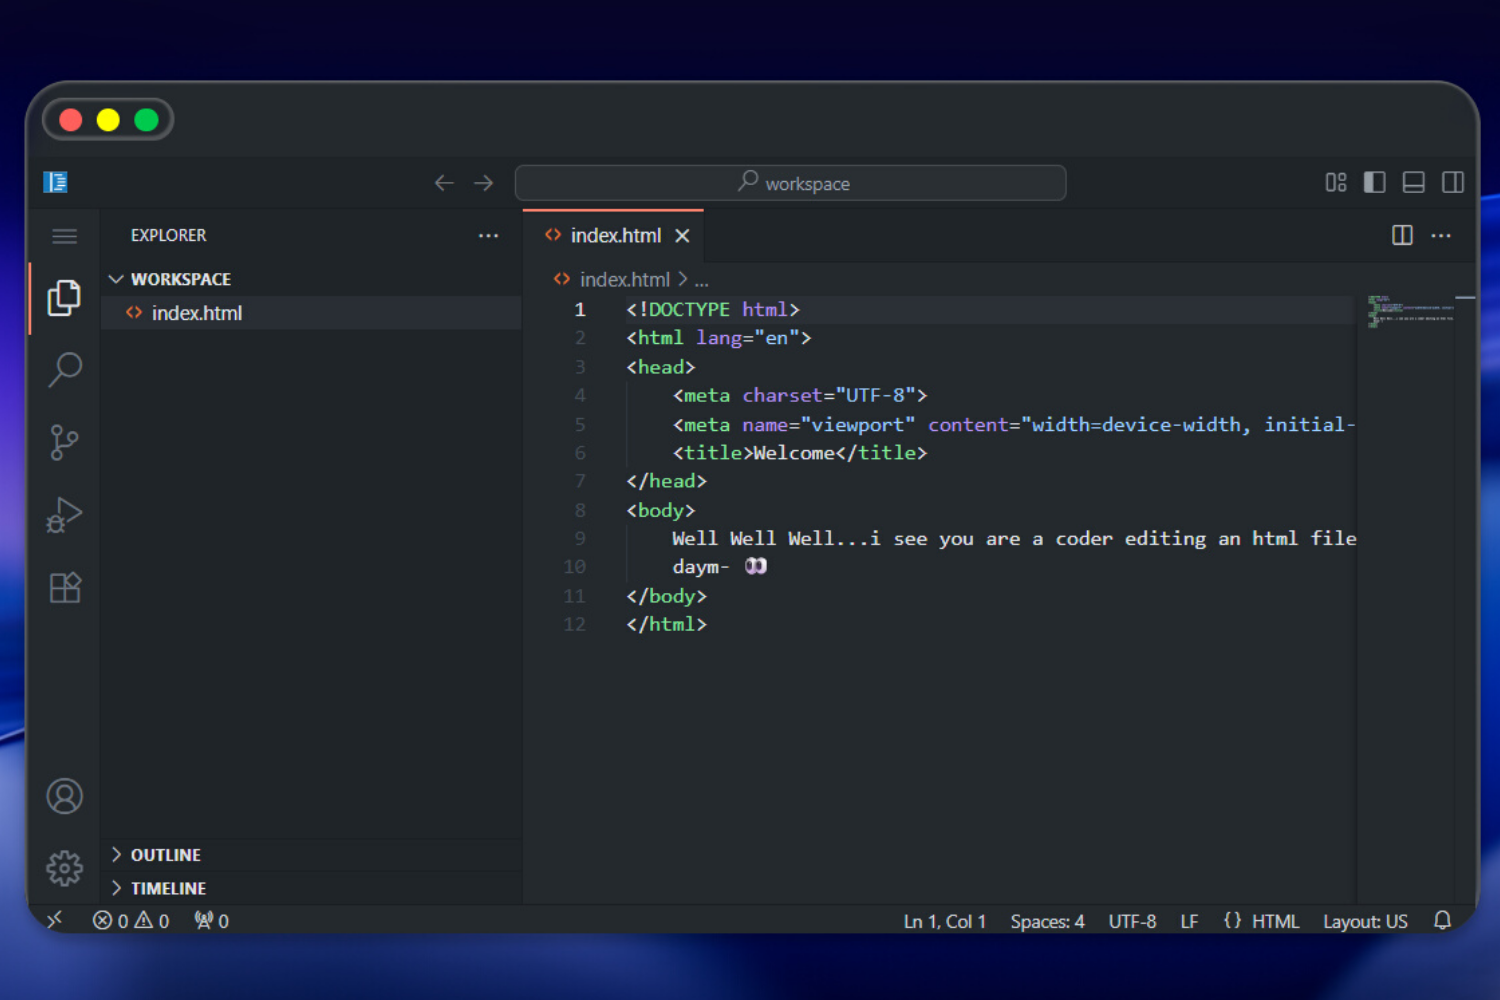 workspace
EXPLORER
WORKSPACE
index.html
OUTLINE
TIMELINE
index.html
index.html > ...
1 <!DOCTYPE html>
2 <html lang="en">
3 <head>
4 <meta charset="UTF-8">
5 <meta name="viewport" content="width=device-width, initial-
6 <title>Welcome</title>
7 </head>
8 <body>
9 Well Well Well...i see you are a coder editing an html file
10 daym- 👀
11 </body>
12 </html>
0 0 0 Ln 1, Col 1 Spaces: 4 UTF-8 LF {} HTML Layout: US